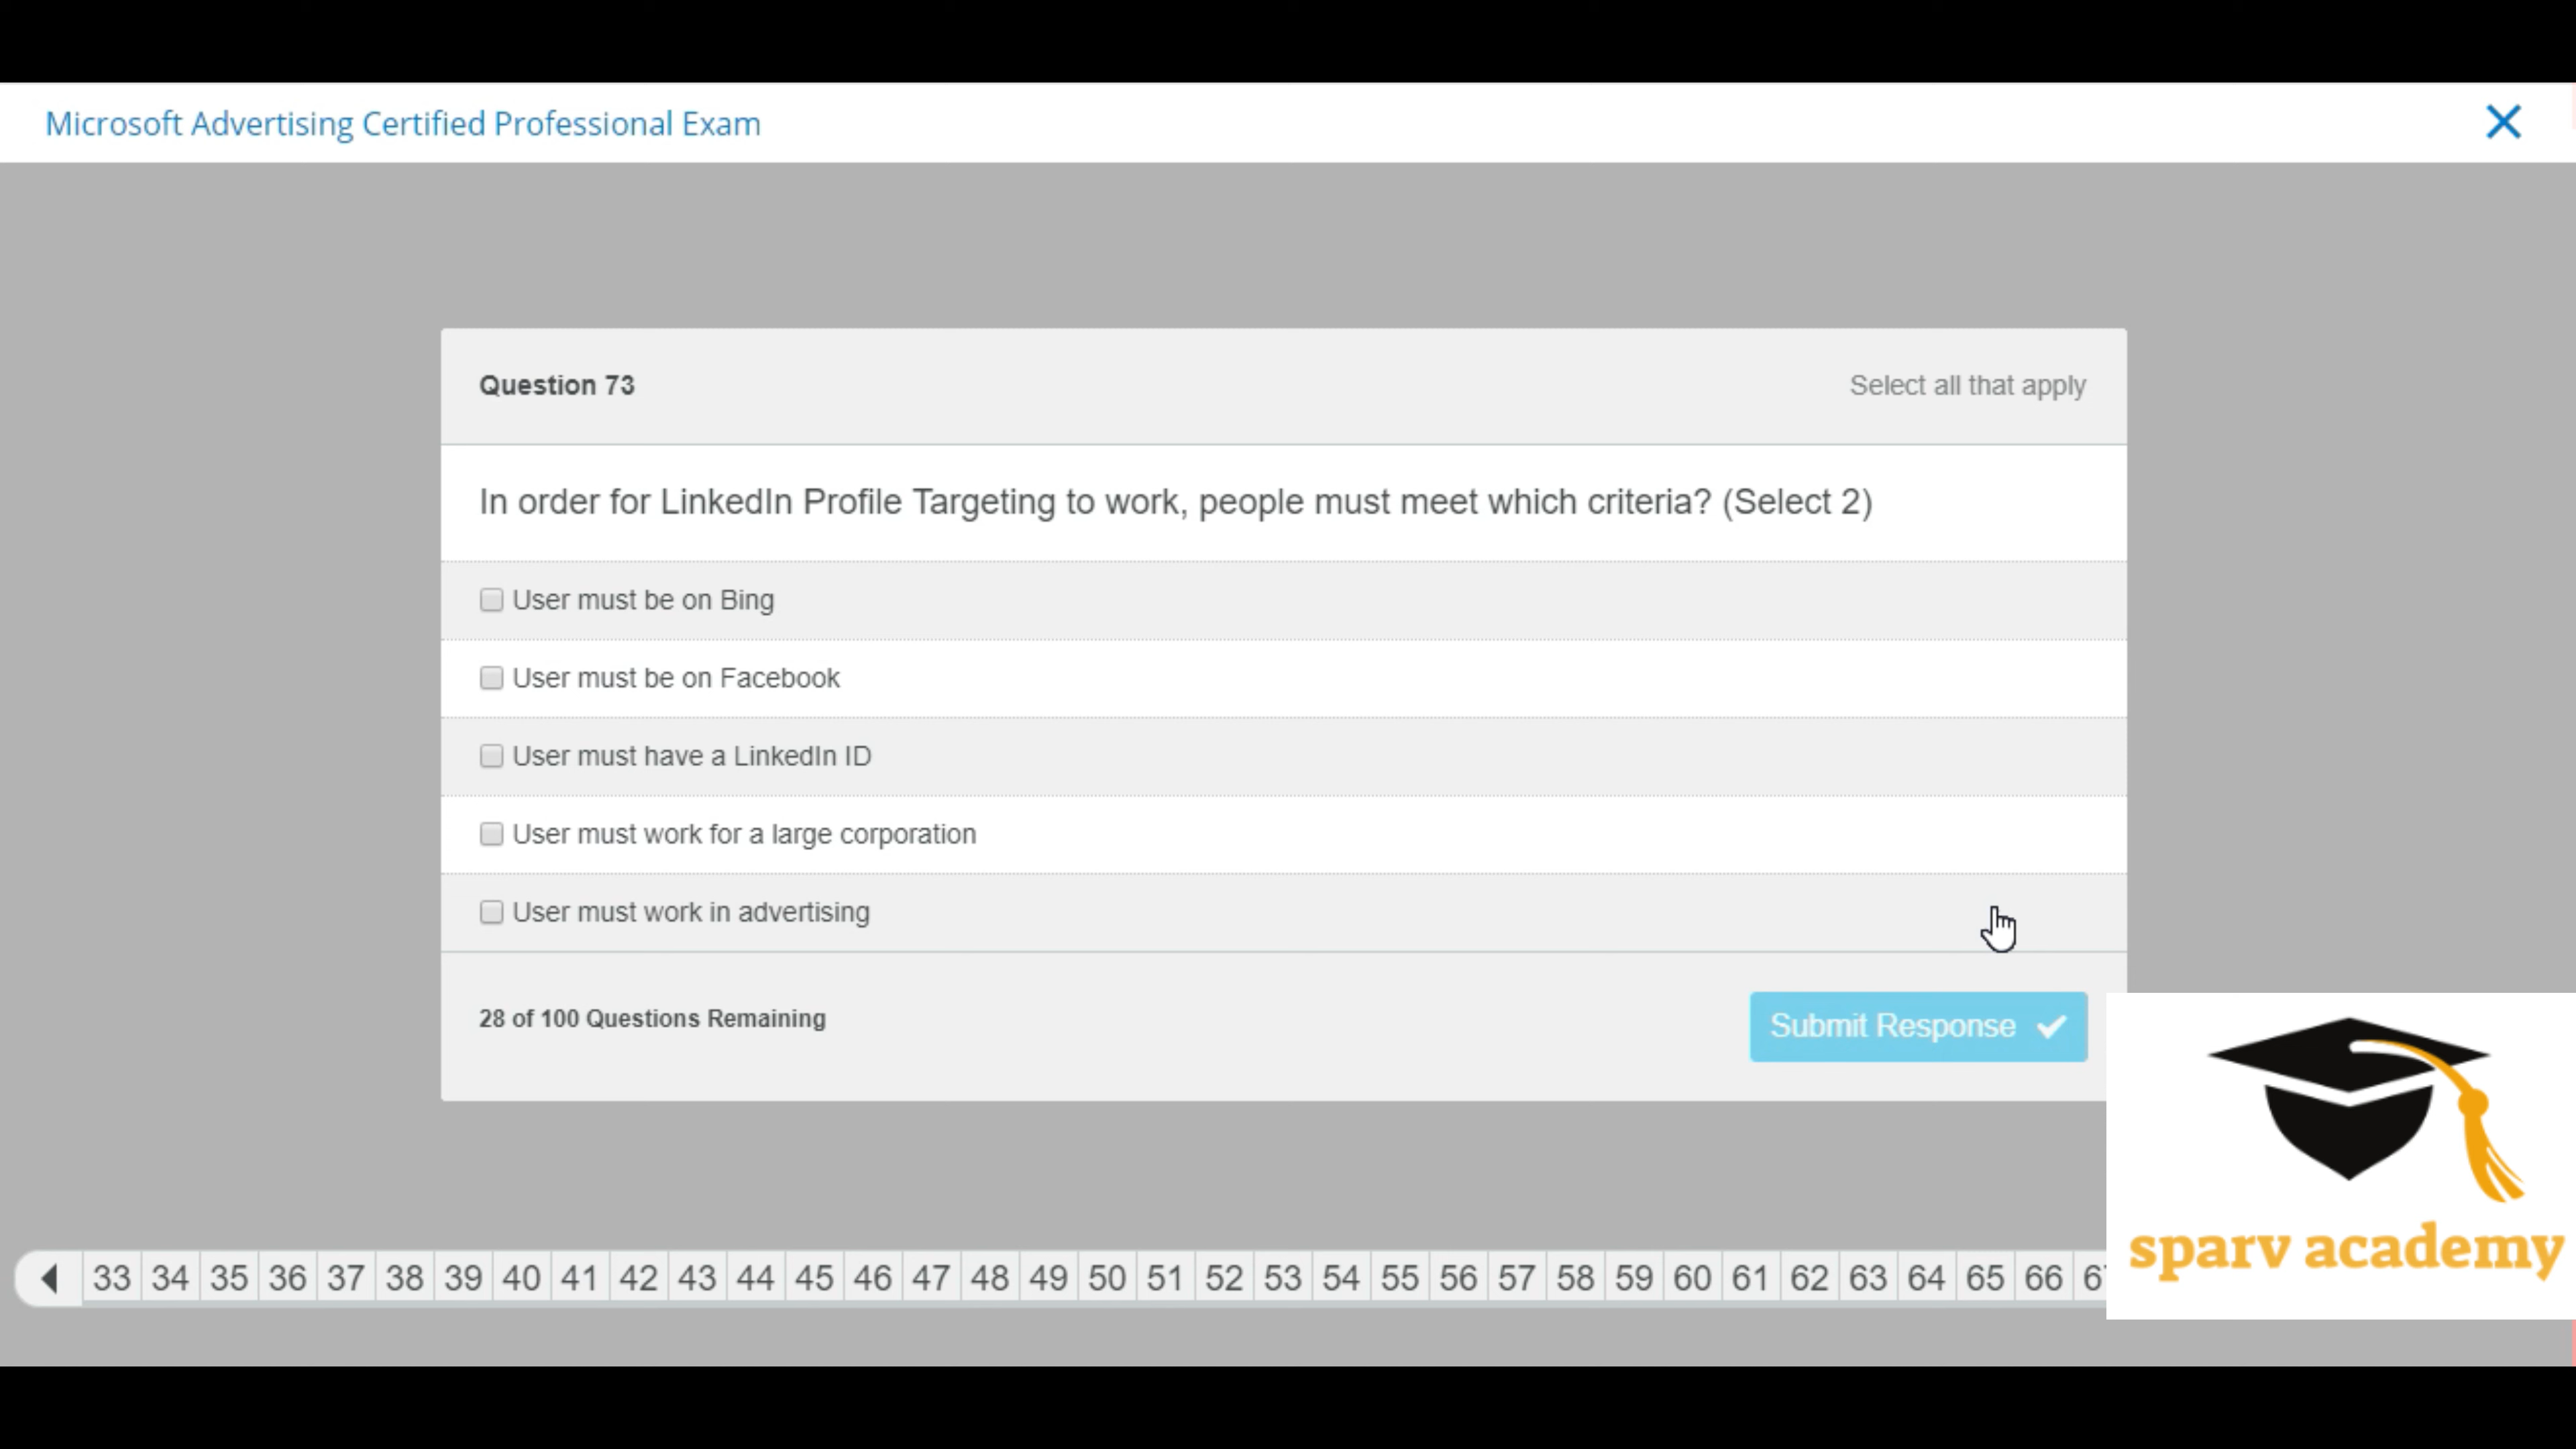 Microsoft Advertising Certified Professional Exam
Question 73
Select all that apply
In order for LinkedIn Profile Targeting to work, people must meet which criteria? (Select 2)
User must be on Bing
User must be on Facebook
User must have a LinkedIn ID
User must work for a large corporation
User must work in advertising
28 of 100 Questions Remaining
Submit Response
33 34 35 36 37 38 39 40 41 42 43 44 45 46 47 48 49 50 51 52 53 54 55 56 57 58 59 60 61 62 63 64 65 66
sparv academy